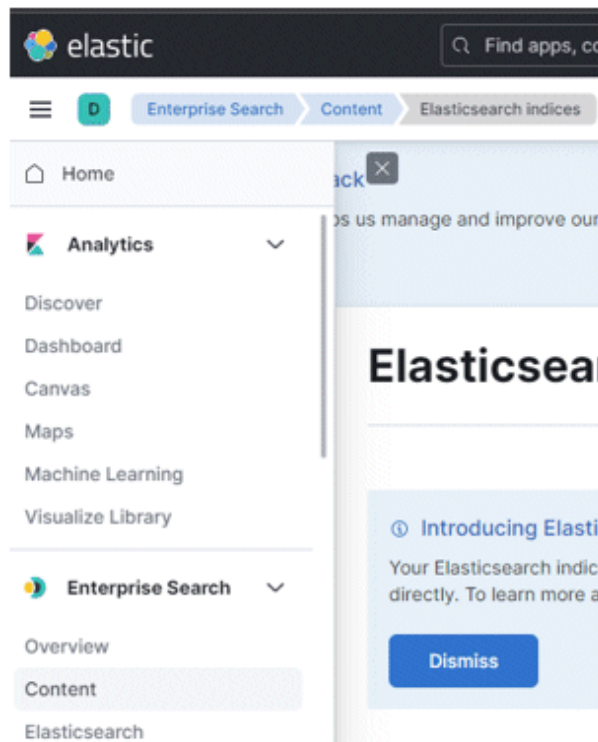 elastic
Find apps, co
D
Enterprise Search
Content
Elasticsearch indices
Home
ack
Analytics
os us manage and improve our
Discover
Dashboard
Elasticsea
Canvas
Maps
Machine Learning
Visualize Library
Introducing Elasti
Your Elasticsearch indic
Enterprise Search
directly. To learn more a
Overview
Dismiss
Content
Elasticsearch